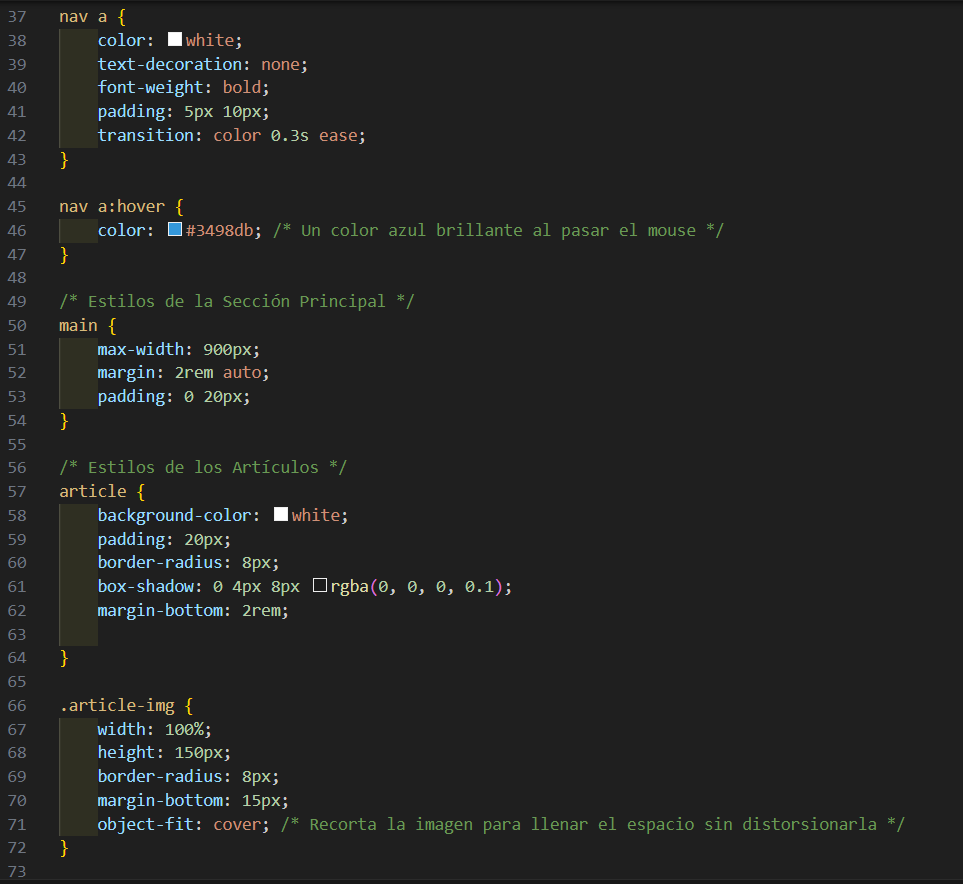 37 nav a {
38     color: white;
39     text-decoration: none;
40     font-weight: bold;
41     padding: 5px 10px;
42     transition: color 0.3s ease;
43 }
44
45 nav a:hover {
46     color: #3498db; /* Un color azul brillante al pasar el mouse */
47 }
48
49 /* Estilos de la Sección Principal */
50 main {
51     max-width: 900px;
52     margin: 2rem auto;
53     padding: 0 20px;
54 }
55
56 /* Estilos de los Artículos */
57 article {
58     background-color: white;
59     padding: 20px;
60     border-radius: 8px;
61     box-shadow: 0 4px 8px rgba(0, 0, 0, 0.1);
62     margin-bottom: 2rem;
63
64 }
65
66 .article-img {
67     width: 100%;
68     height: 150px;
69     border-radius: 8px;
70     margin-bottom: 15px;
71     object-fit: cover; /* Recorta la imagen para llenar el espacio sin distorsionarla */
72 }
73